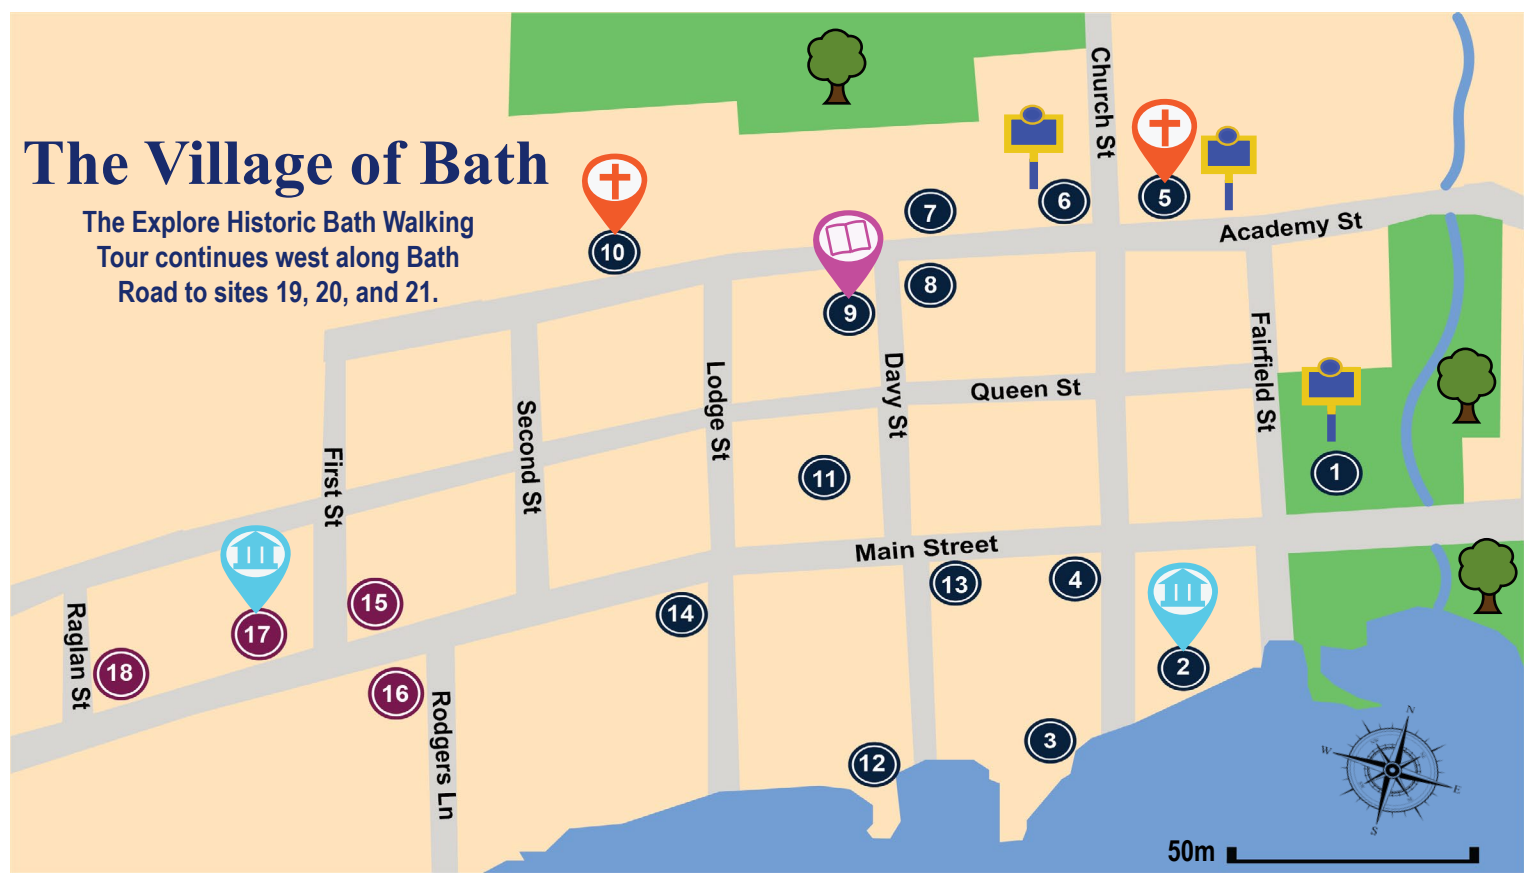 The Village of Bath
The Explore Historic Bath Walking
Tour continues west along Bath
Road to sites 19, 20, and 21.
Church St
5
6
7
Academy St
10
8
9
Fairfield St
Davy St
Lodge St
Queen St
Second St
First St
1
11
Main Street
13
4
15
14
17
2
18
16
Raglan St
Rodgers Ln
3
12
N
W
E
S
50m